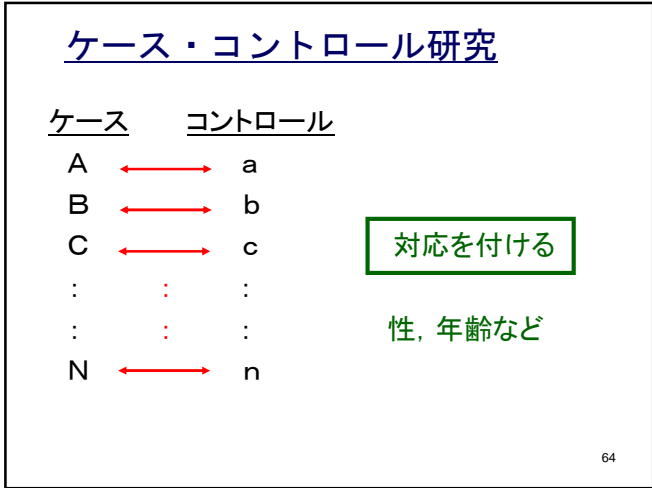 ケース・コントロール研究
ケース コントロール
A a
B b
C c 対応を付ける
: : :
: : : 性，年齢など
N n
64